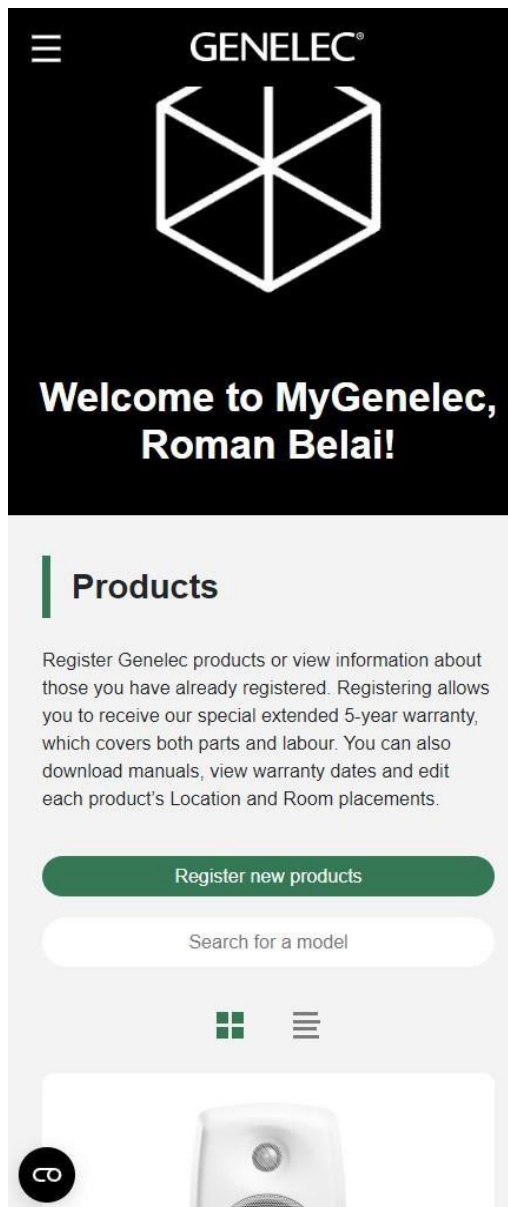 GENELEC®
Welcome to MyGenelec,
Roman Belai!
Products
Register Genelec products or view information about
those you have already registered. Registering allows
you to receive our special extended 5-year warranty,
which covers both parts and labour. You can also
download manuals, view warranty dates and edit
each product's Location and Room placements.
Register new products
Search for a model